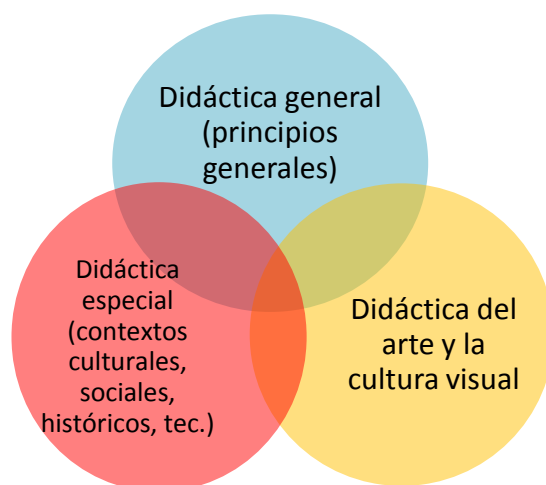 Didáctica general
(principios
generales)
Didáctica
especial
(contextos
culturales,
sociales,
históricos, tec.)
Didáctica del
arte y la
cultura visual